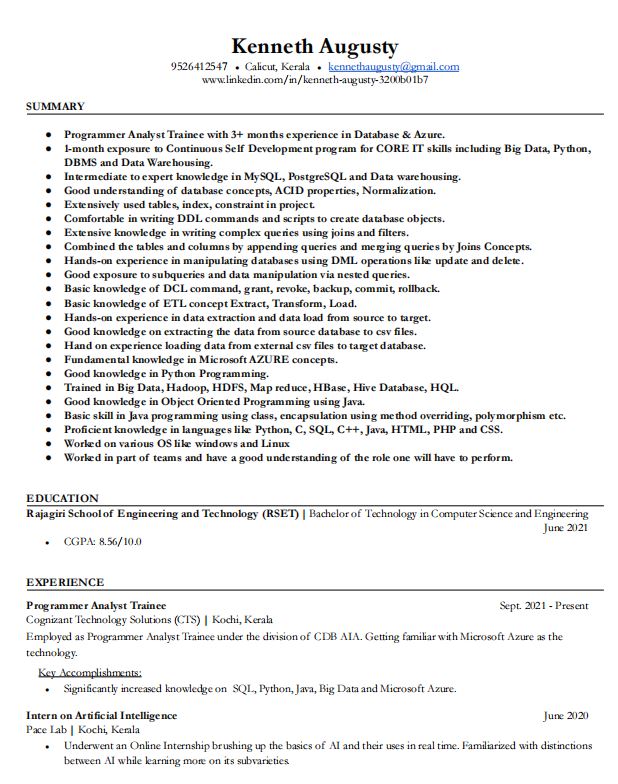 Kenneth Augusty
9526412547 • Calicut, Kerala • kennethaugusty@gmail.com
www.linkedin.com/in/kenneth-augusty-3200b01b7
SUMMARY
● Programmer Analyst Trainee with 3+ months experience in Database & Azure.
● 1-month exposure to Continuous Self Development program for CORE IT skills including Big Data, Python,
DBMS and Data Warehousing.
● Intermediate to expert knowledge in MySQL, PostgreSQL and Data warehousing.
● Good understanding of database concepts, ACID properties, Normalization.
● Extensively used tables, index, constraint in project.
● Comfortable in writing DDL commands and scripts to create database objects.
● Extensive knowledge in writing complex queries using joins and filters.
● Combined the tables and columns by appending queries and merging queries by Joins Concepts.
● Hands-on experience in manipulating databases using DML operations like update and delete.
● Good exposure to subqueries and data manipulation via nested queries.
● Basic knowledge of DCL command, grant, revoke, backup, commit, rollback.
● Basic knowledge of ETL concept Extract, Transform, Load.
● Hands-on experience in data extraction and data load from source to target.
● Good knowledge on extracting the data from source database to csv files.
● Hand on experience loading data from external csv files to target database.
● Fundamental knowledge in Microsoft AZURE concepts.
● Good knowledge in Python Programming.
● Trained in Big Data, Hadoop, HDFS, Map reduce, HBase, Hive Database, HQL.
● Good knowledge in Object Oriented Programming using Java.
● Basic skill in Java programming using class, encapsulation using method overriding, polymorphism etc.
● Proficient knowledge in languages like Python, C, SQL, C++, Java, HTML, PHP and CSS.
● Worked on various OS like windows and Linux
● Worked in part of teams and have a good understanding of the role one will have to perform.
EDUCATION
Rajagiri School of Engineering and Technology (RSET) | Bachelor of Technology in Computer Science and Engineering
June 2021
• CGPA: 8.56/10.0
EXPERIENCE
Programmer Analyst Trainee Sept. 2021 - Present
Cognizant Technology Solutions (CTS) | Kochi, Kerala
Employed as Programmer Analyst Trainee under the division of CDB AIA. Getting familiar with Microsoft Azure as the
technology.
Key Accomplishments:
• Significantly increased knowledge on SQL, Python, Java, Big Data and Microsoft Azure.
Intern on Artificial Intelligence June 2020
Pace Lab | Kochi, Kerala
• Underwent an Online Internship brushing up the basics of AI and their uses in real time. Familiarized with distinctions
between AI while learning more on its subvarieties.